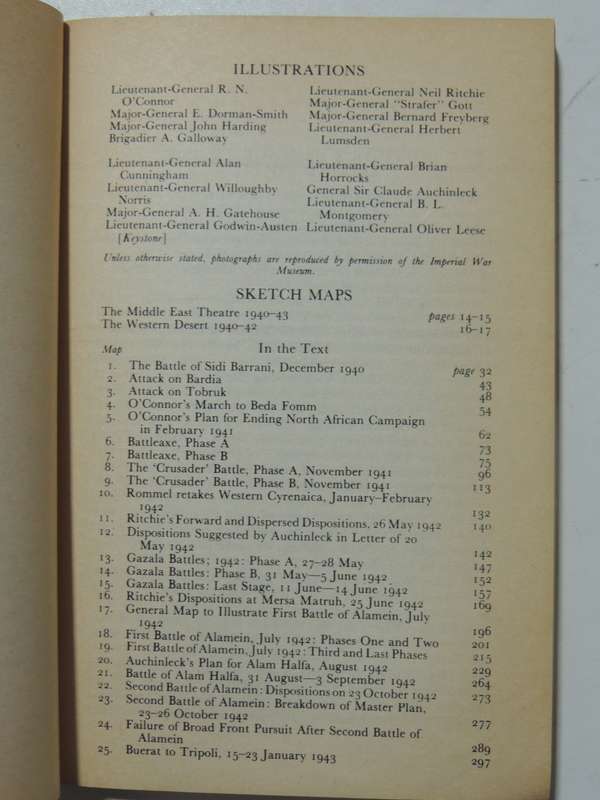 ILLUSTRATIONS
Lieutenant-General R. N.
O'Connor
Major-General E. Dorman-Smith
Major-General John Harding
Brigadier A. Galloway
Lieutenant-General Neil Ritchie
Major-General "Strafer" Gott
Major-General Bernard Freyberg
Lieutenant-General Herbert
Lumsden
Lieutenant-General Alan
Cunningham
Lieutenant-General Willoughby
Norris
Major-General A. H. Gatehouse
Lieutenant-General Godwin-Austen
[Keystone]
Lieutenant-General Brian
Horrocks
General Sir Claude Auchinleck
Lieutenant-General B. L.
Montgomery
Lieutenant-General Oliver Leese
Unless otherwise stated, photographs are reproduced by permission of the Imperial War
Museum.
SKETCH MAPS
The Middle East Theatre 1940–43 pages 14–15
The Western Desert 1940–42 16–17
Map In the Text
1. The Battle of Sidi Barrani, December 1940 page 32
2. Attack on Bardia 43
3. Attack on Tobruk 48
4. O'Connor's March to Beda Fomm 54
5. O'Connor's Plan for Ending North African Campaign
in February 1941 62
6. Battleaxe, Phase A 73
7. Battleaxe, Phase B 75
8. The 'Crusader' Battle, Phase A, November 1941 96
9. The 'Crusader' Battle, Phase B, November 1941 113
10. Rommel retakes Western Cyrenaica, January–February
1942 132
11. Ritchie's Forward and Dispersed Dispositions, 26 May 1942 140
12. Dispositions Suggested by Auchinleck in Letter of 20
May 1942 142
13. Gazala Battles; 1942: Phase A, 27–28 May 147
14. Gazala Battles: Phase B, 31 May—5 June 1942 152
15. Gazala Battles: Last Stage, 11 June—14 June 1942 157
16. Ritchie's Dispositions at Mersa Matruh, 25 June 1942 169
17. General Map to Illustrate First Battle of Alamein, July
1942 196
18. First Battle of Alamein, July 1942: Phases One and Two 201
19. First Battle of Alamein, July 1942: Third and Last Phases 215
20. Auchinleck's Plan for Alam Halfa, August 1942 229
21. Battle of Alam Halfa, 31 August—3 September 1942 264
22. Second Battle of Alamein: Dispositions on 23 October 1942 273
23. Second Battle of Alamein: Breakdown of Master Plan,
23–26 October 1942 277
24. Failure of Broad Front Pursuit After Second Battle of
Alamein 289
25. Buerat to Tripoli, 15–23 January 1943 297